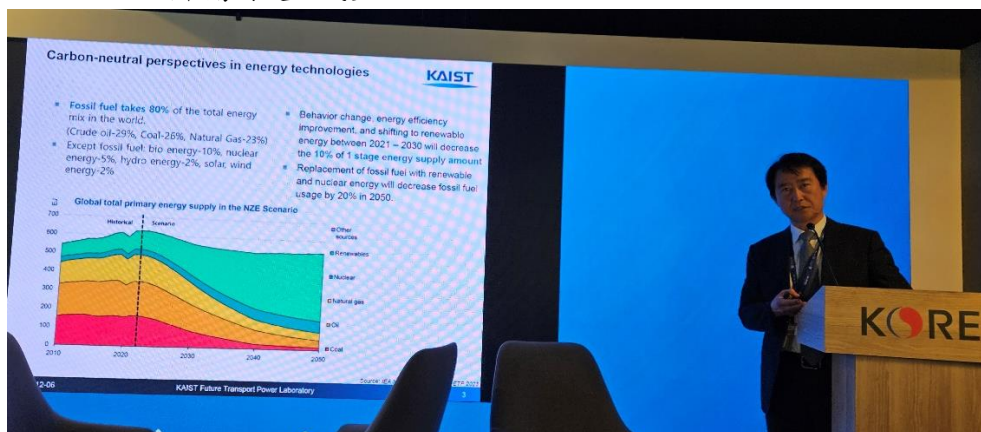 Carbon-neutral perspectives in energy technologies
KAIST
Fossil fuel takes 80% of the total energy
mix in the world.
(Crude oil-29%, Coal-26%, Natural Gas-23%)
Except fossil fuel: bio energy-10%, nuclear
energy-5%, hydro energy-2%, solar, wind
energy-2%
Behavior change, energy efficiency
improvement, and shifting to renewable
energy between 2021 – 2030 will decrease
the 10% of 1 stage energy supply amount
Replacement of fossil fuel with renewable
and nuclear energy will decrease fossil fuel
usage by 20% in 2050.
EJ
Global total primary energy supply in the NZE Scenario
700
600
500
400
300
200
100
0
Historical
Scenario
2010
2020
2030
2040
2050
Other
sources
Renewables
Nuclear
Natural gas
Oil
Coal
Source: IEA
12-06
KAIST Future Transport Power Laboratory
3
KORE